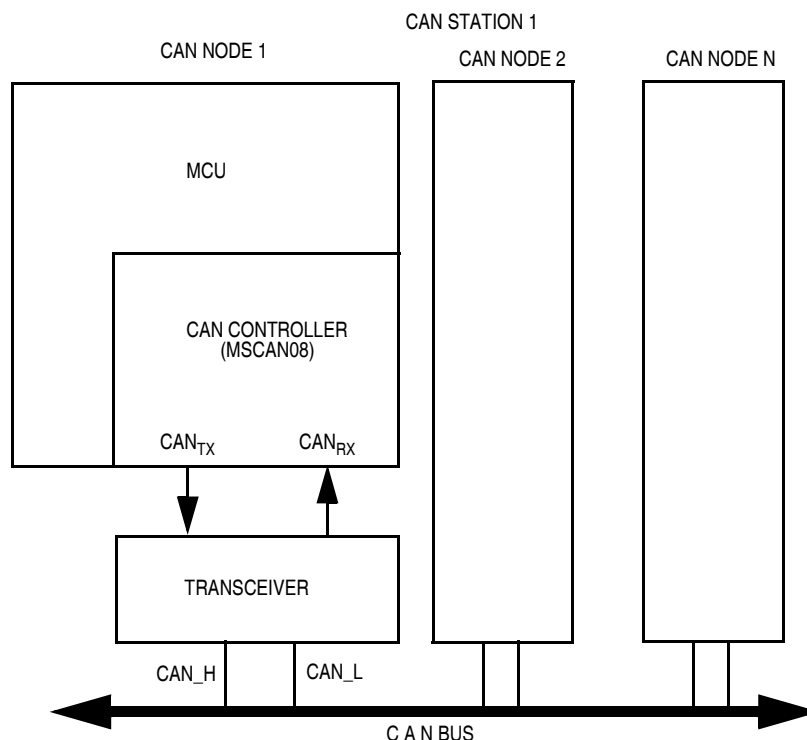 CAN STATION 1
CAN NODE 1
CAN NODE 2
CAN NODE N
MCU
CAN CONTROLLER
(MSCAN08)
CANTX
CANRX
TRANSCEIVER
CAN_H
CAN_L
C A N BUS